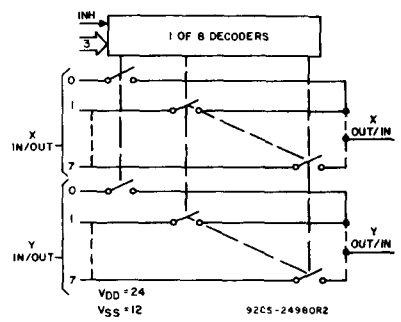 INH
3
1 OF 8 DECODERS
0
1
X
IN/OUT
7
X
OUT/IN
0
1
Y
IN/OUT
7
Y
OUT/IN
VDD = 24
VSS = 12
92CS-24980R2